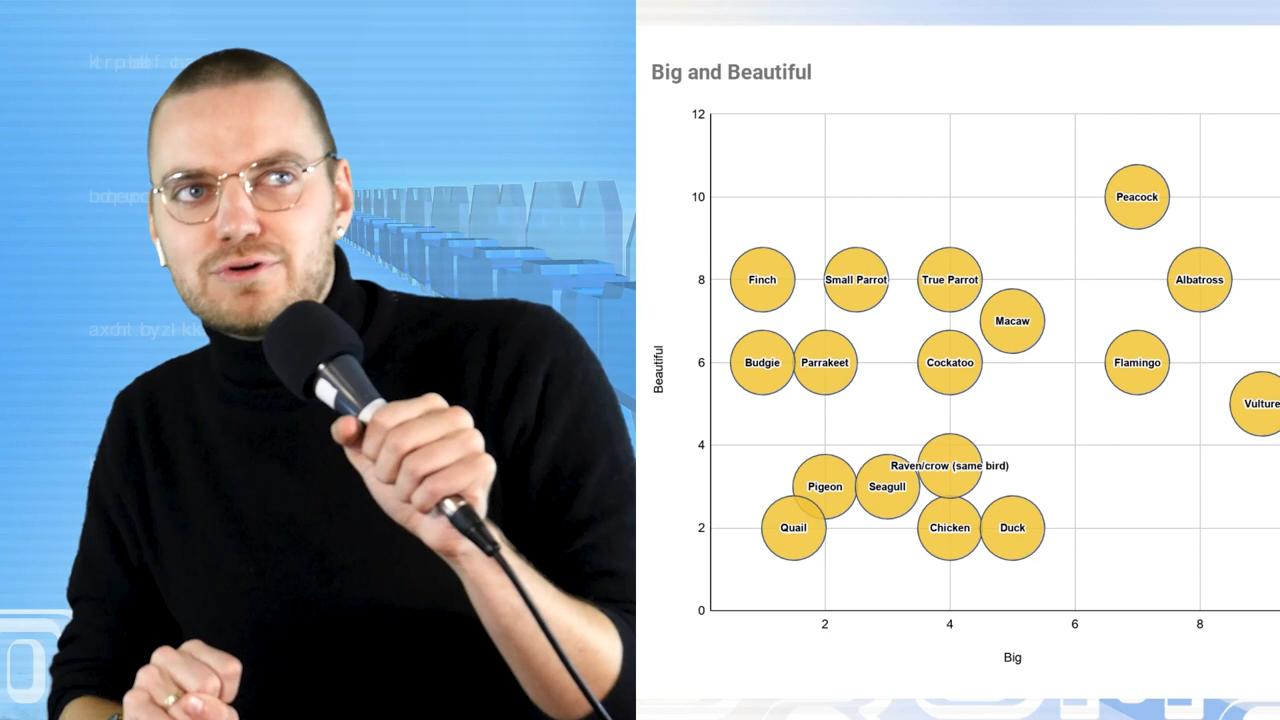 Big and Beautiful
12
10
8
6
4
2
0
Beautiful
Peacock
Finch
Small Parrot
True Parrot
Albatross
Macaw
Budgie
Parrakeet
Cockatoo
Flamingo
Vulture
Raven/crow (same bird)
Pigeon
Seagull
Quail
Chicken
Duck
2
4
6
8
Big